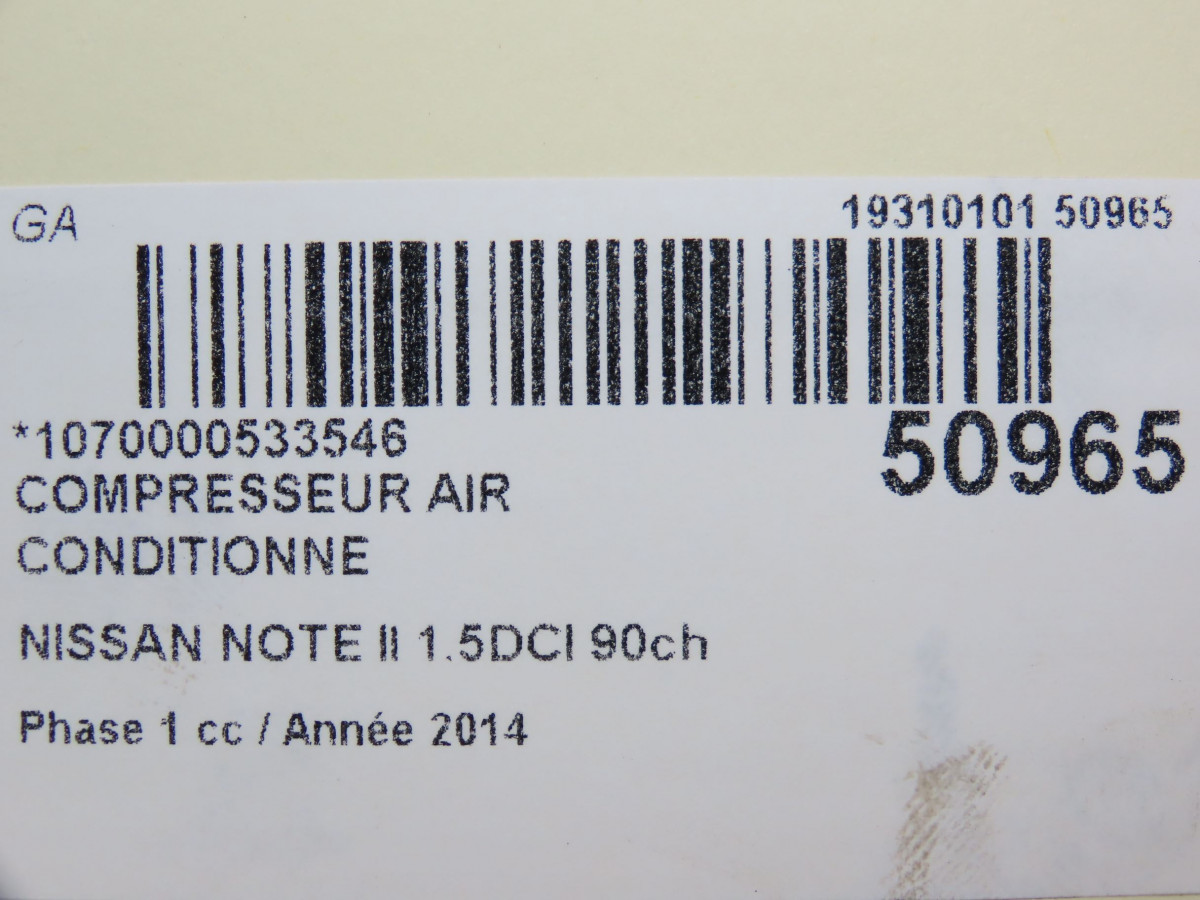 GA
19310101 50965
*1070000533546
50965
COMPRESSEUR AIR
CONDITIONNE
NISSAN NOTE II 1.5DCI 90ch
Phase 1 cc / Année 2014